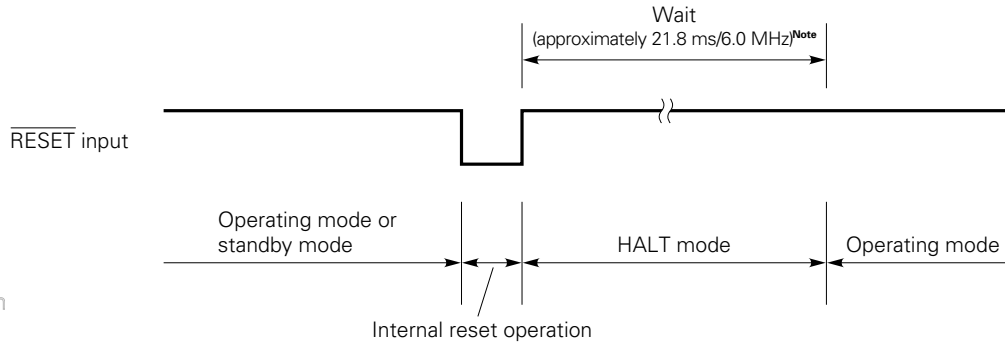 Wait
(approximately 21.8 ms/6.0 MHz)Note
RESET input
Operating mode or
standby mode
HALT mode
Operating mode
Internal reset operation